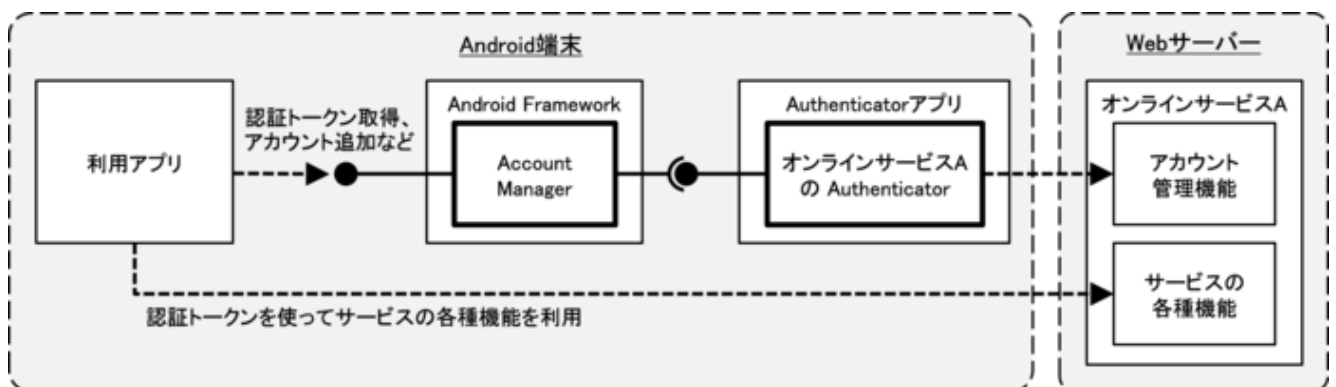 Android端末
Webサーバー
利用アプリ
認証トークン取得、
アカウント追加など
Android Framework
Account
Manager
Authenticatorアプリ
オンラインサービスA
の Authenticator
オンラインサービスA
アカウント
管理機能
サービスの
各種機能
認証トークンを使ってサービスの各種機能を利用